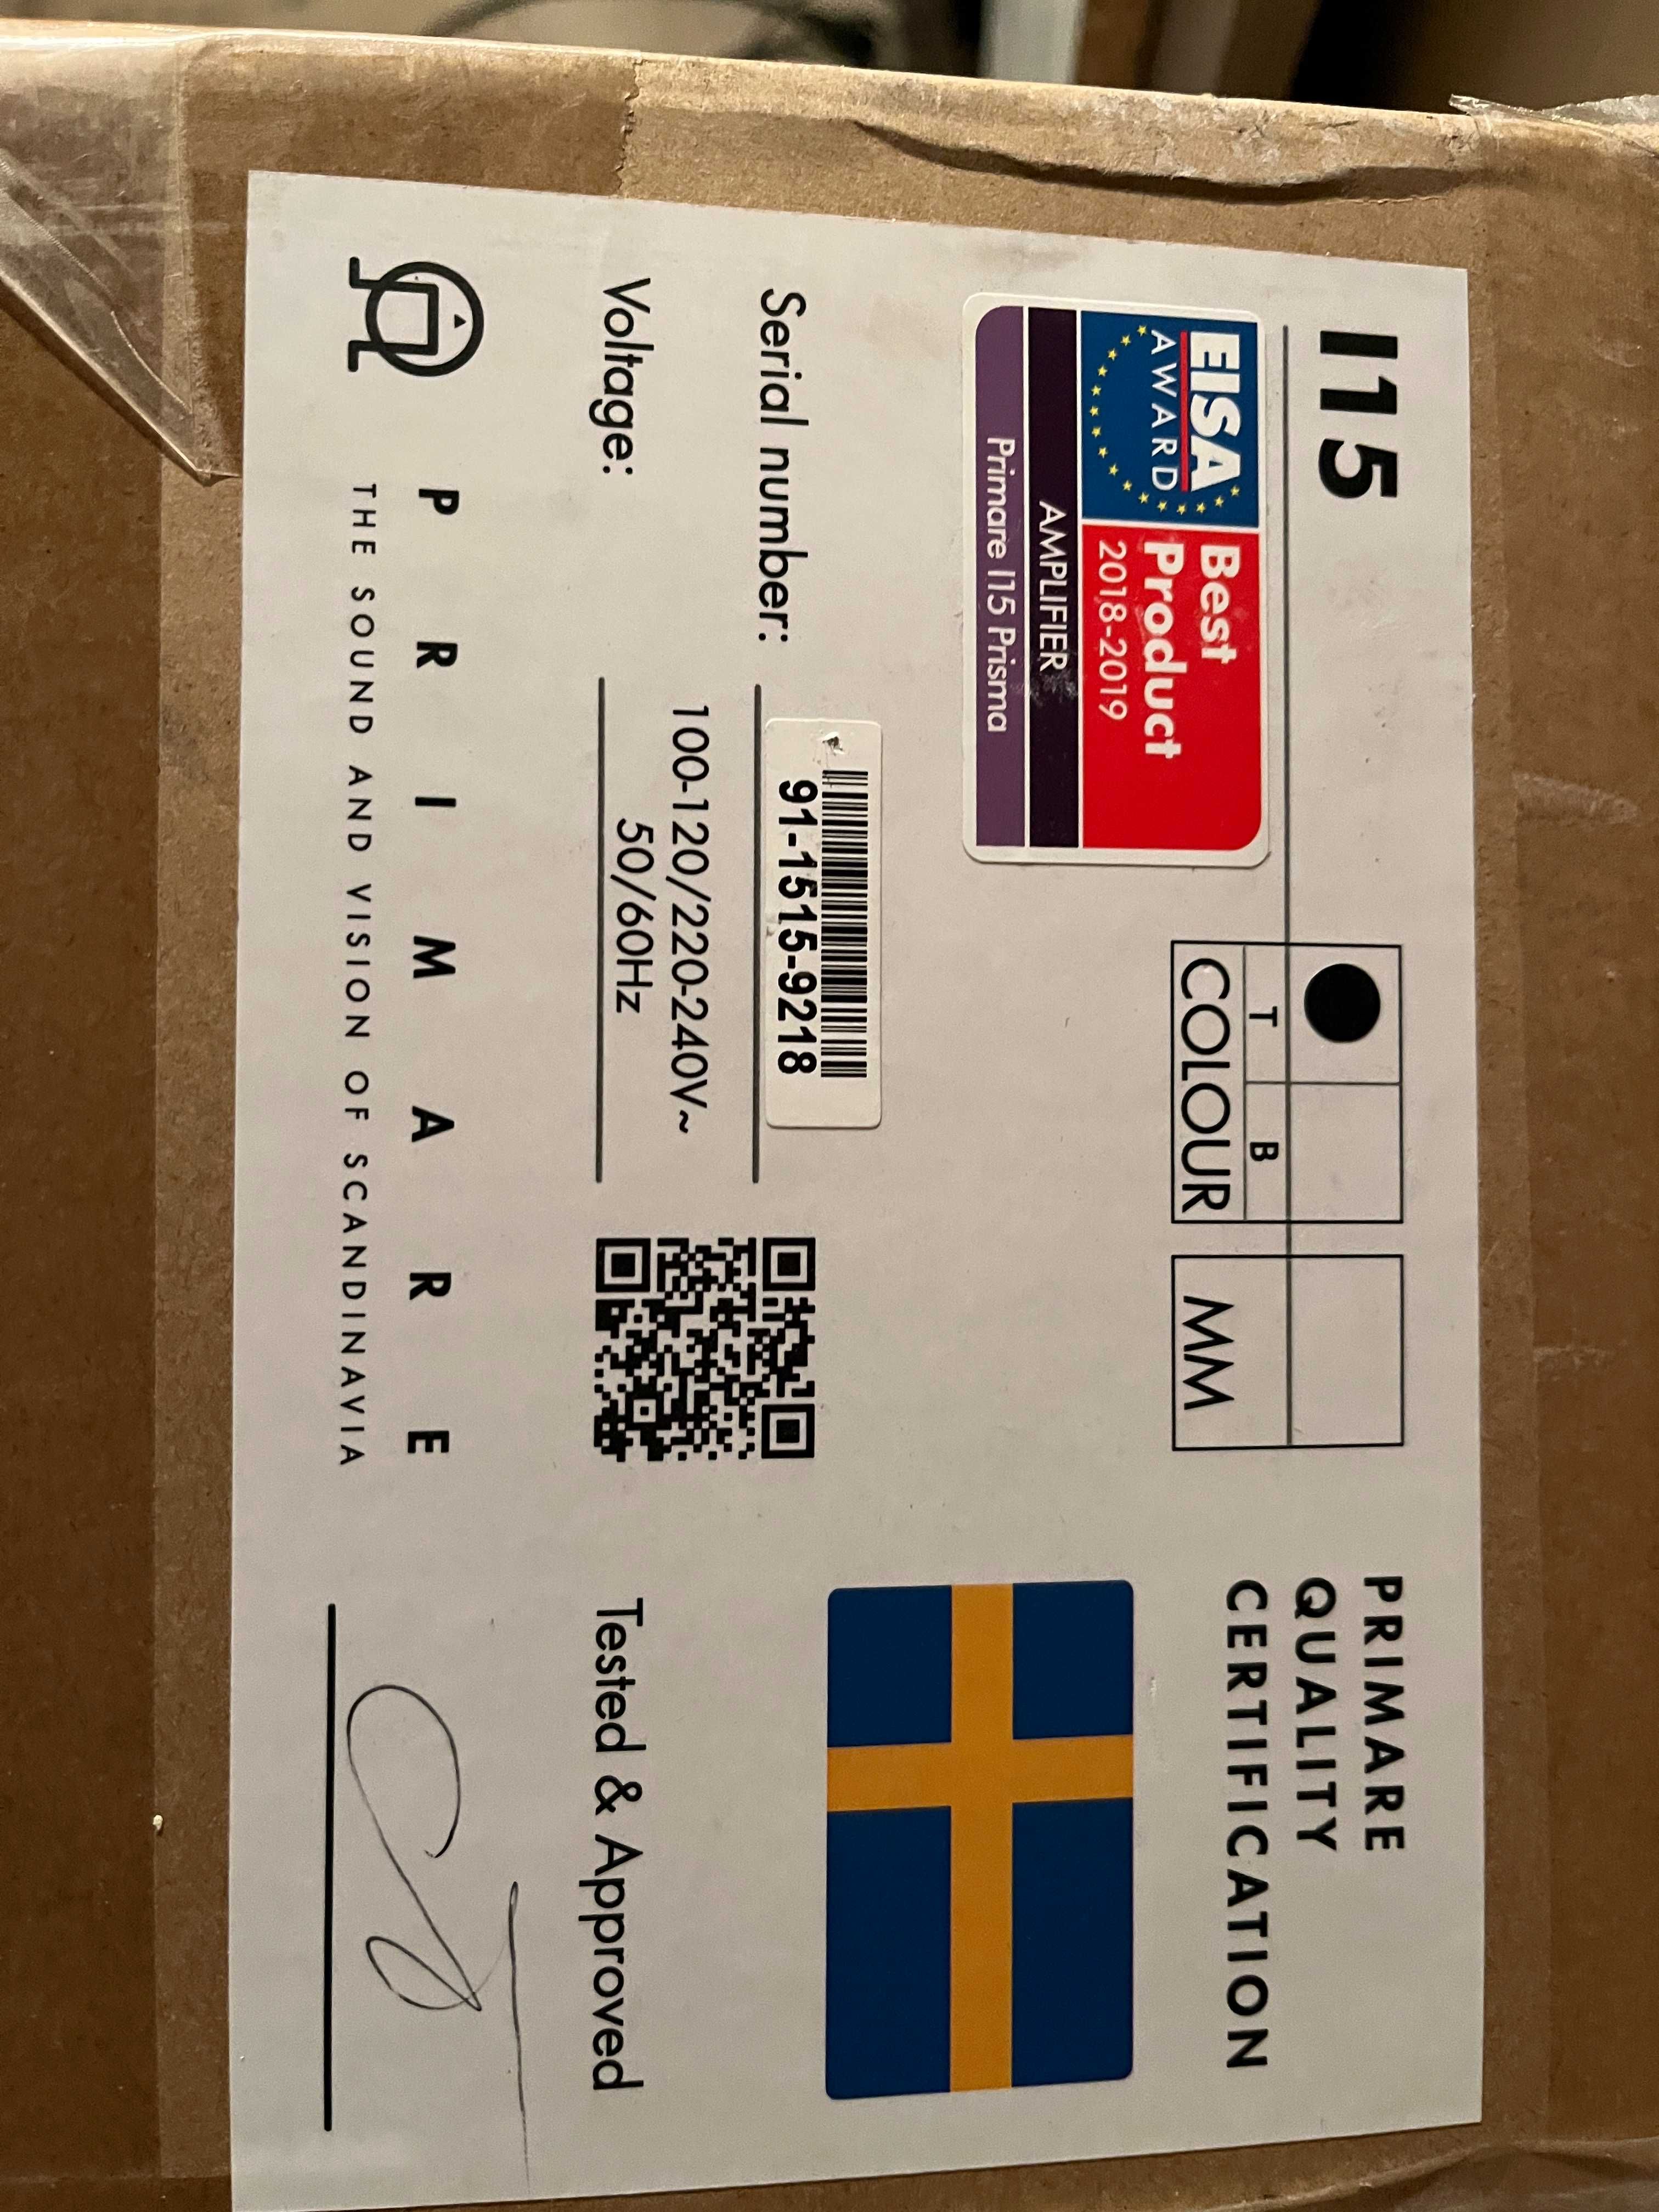 I15
T B
COLOUR
MM
PRIMARE
QUALITY
CERTIFICATION
EISA
AWARD
Best
Product
2018-2019
AMPLIFIER
Primare I15 Prisma
Serial number:
91-1515-9218
Voltage:
100-120/220-240V~
50/60Hz
Tested & Approved
PRIMARE
THE SOUND AND VISION OF SCANDINAVIA